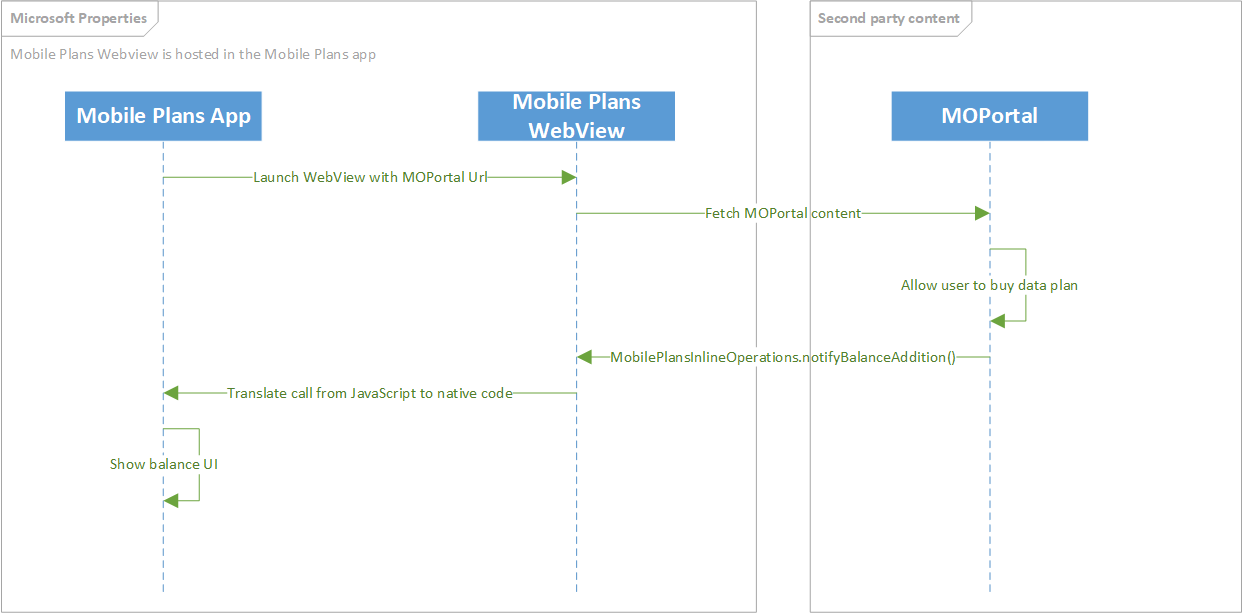 Microsoft Properties
Second party content
Mobile Plans Webview is hosted in the Mobile Plans app
Mobile Plans App
Mobile Plans
WebView
MOPortal
Launch WebView with MOPortal Url
Fetch MOPortal content
Allow user to buy data plan
MobilePlansInlineOperations.notifyBalanceAddition()
Translate call from JavaScript to native code
Show balance UI